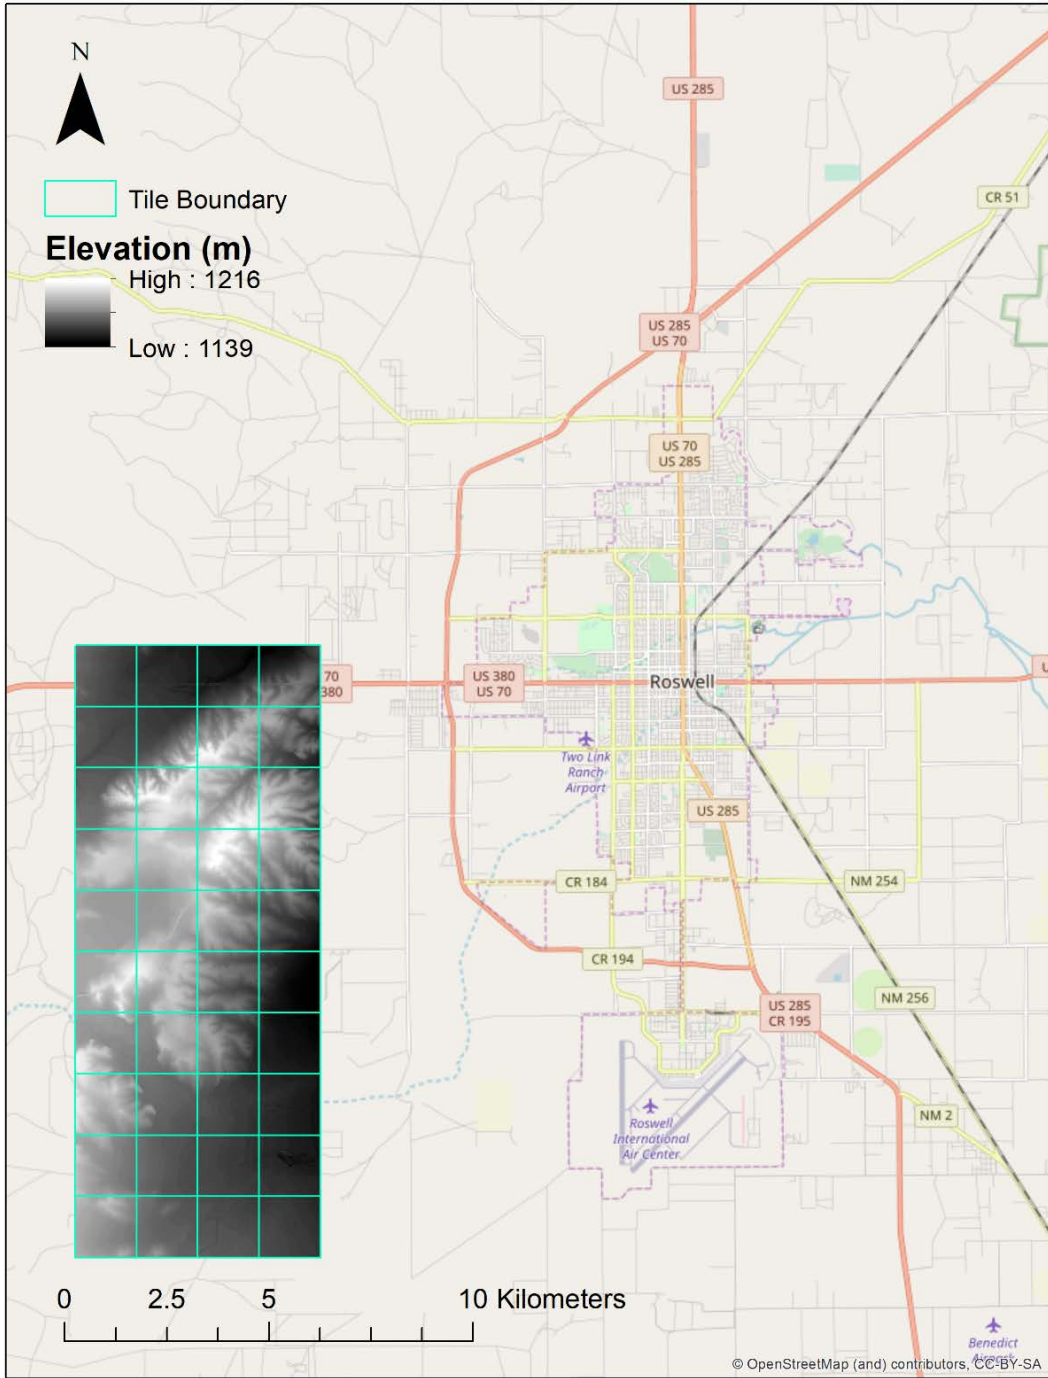 N
US 285
Tile Boundary
CR 51
Elevation (m)
High : 1216
Low : 1139
US 285
US 70
US 70
US 285
70
380
US 380
US 70
U
Roswell
Two Link
Ranch
Airport
US 285
CR 184
NM 254
CR 194
NM 256
US 285
CR 195
Roswell
International
Air Center
NM 2
0 2.5 5 10 Kilometers
Benedict
Airpark
© OpenStreetMap (and) contributors, CC-BY-SA